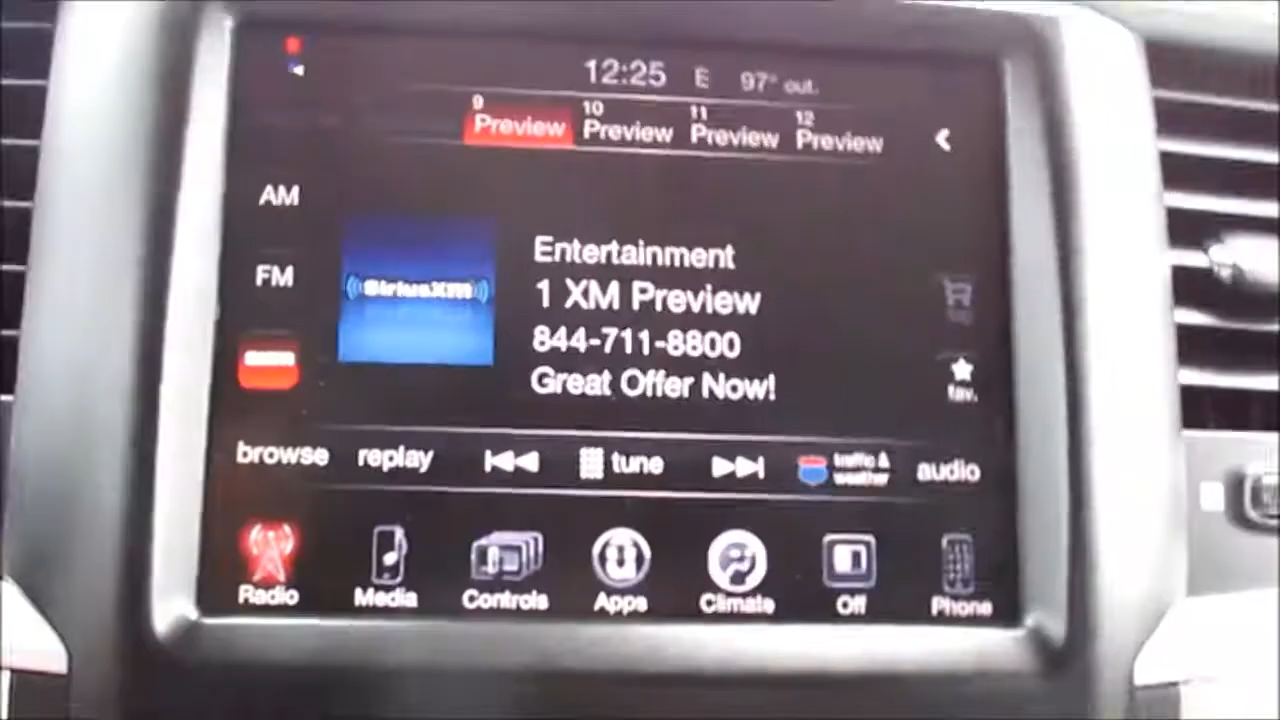 12:25 E 97° out.
9 10 11 12
Preview Preview Preview Preview
AM
FM
SiriusXM
Entertainment
1 XM Preview
844-711-8800
Great Offer Now!
fav.
browse replay tune traffic & weather audio
Radio Media Controls Apps Climate Off Phone